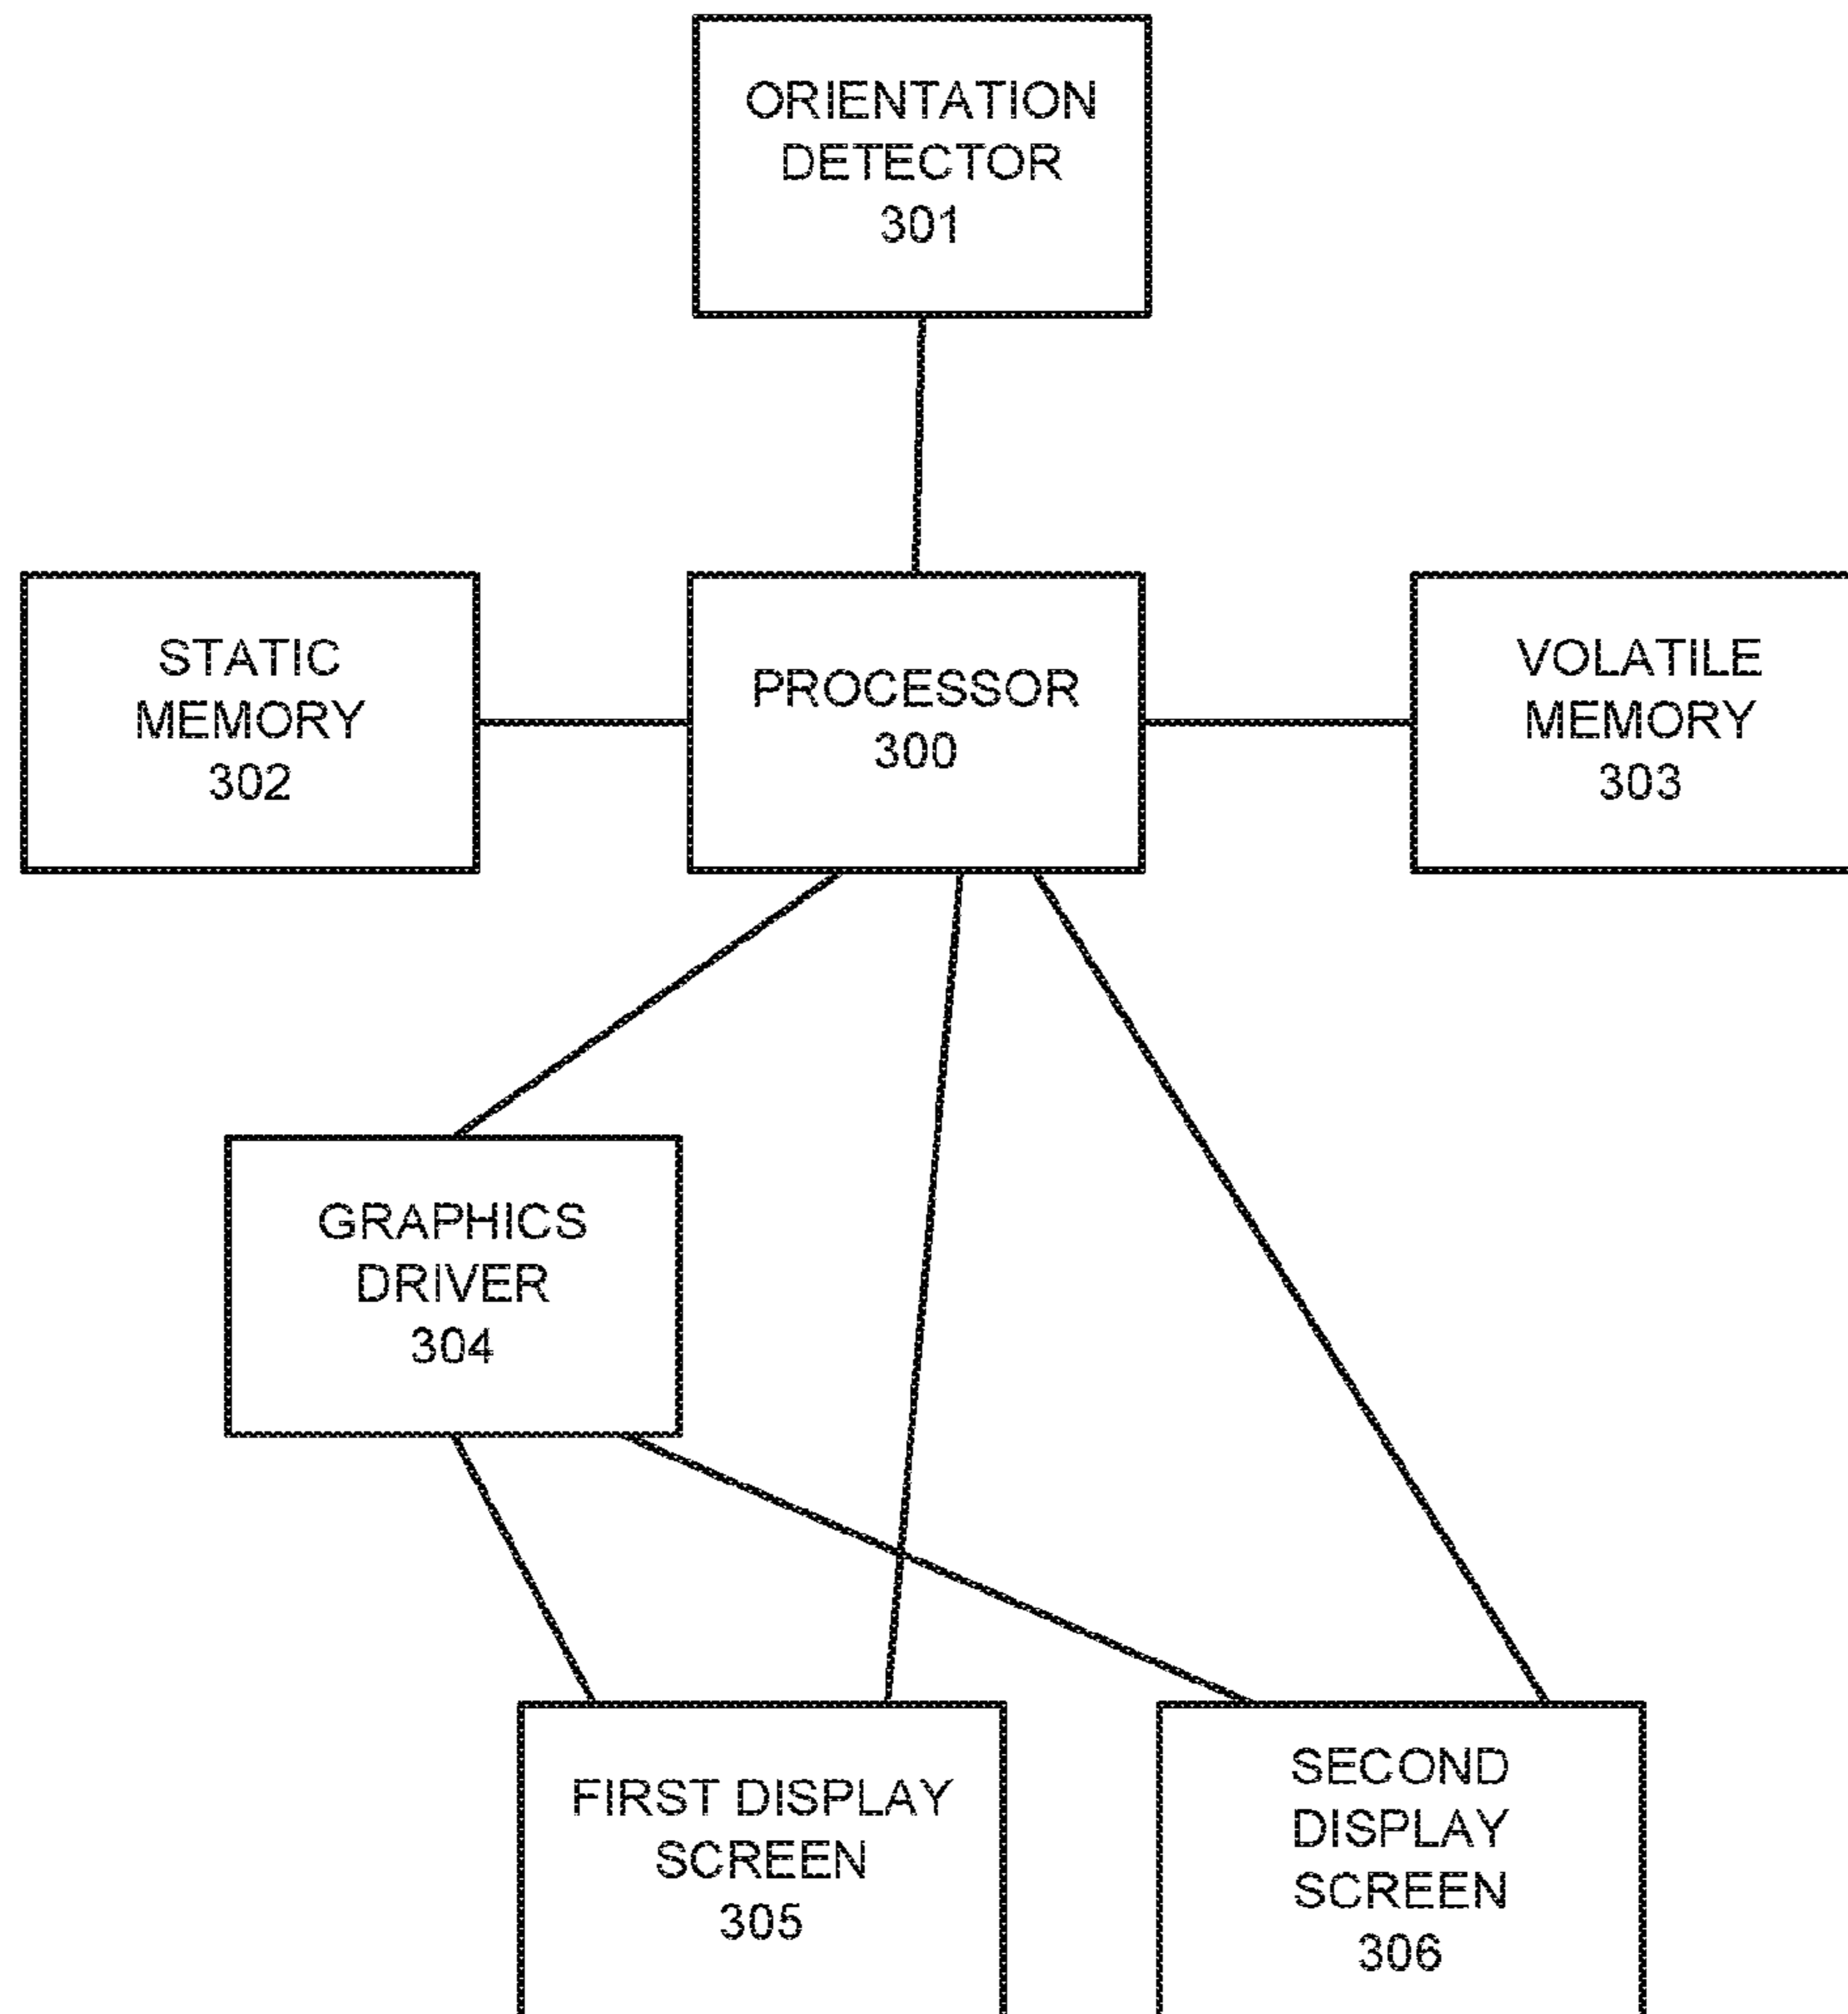 ORIENTATION
DETECTOR
301
STATIC
MEMORY
302
PROCESSOR
300
VOLATILE
MEMORY
303
GRAPHICS
DRIVER
304
FIRST DISPLAY
SCREEN
305
SECOND
DISPLAY
SCREEN
306